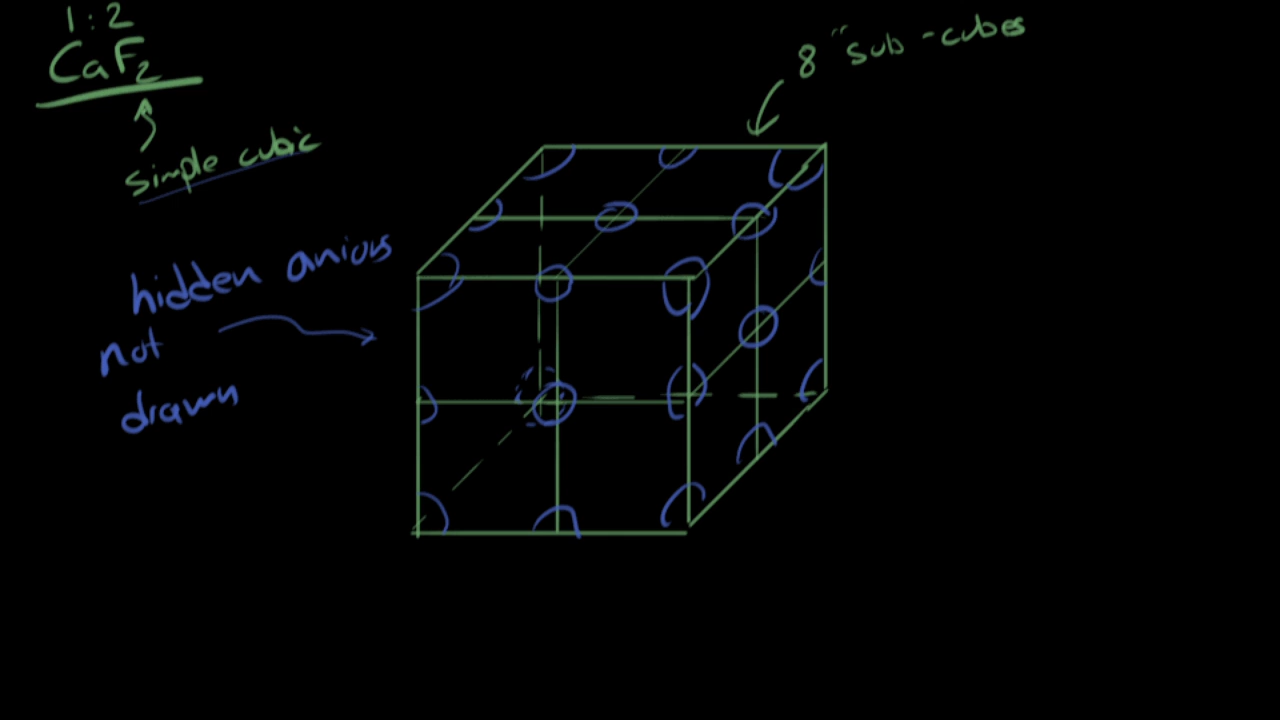 1:2
CaF2
simple cubic
8 "sub-cubes
hidden anions
not
drawn